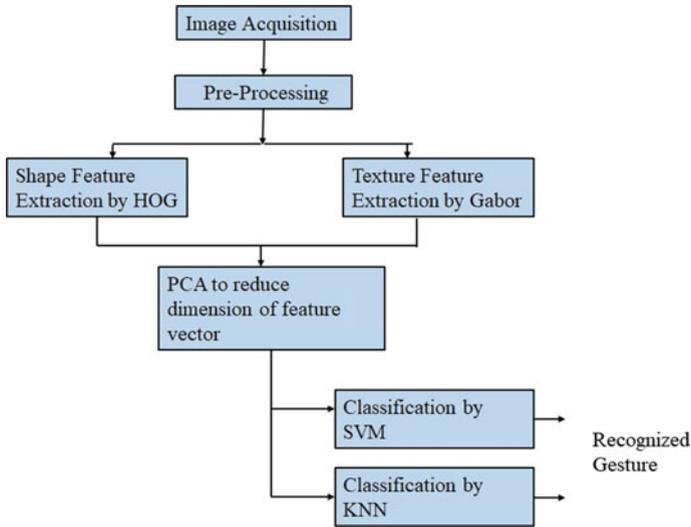 Image Acquisition
Pre-Processing
Shape Feature
Extraction by HOG
Texture Feature
Extraction by Gabor
PCA to reduce
dimension of feature
vector
Classification by
SVM
Classification by
KNN
Recognized
Gesture